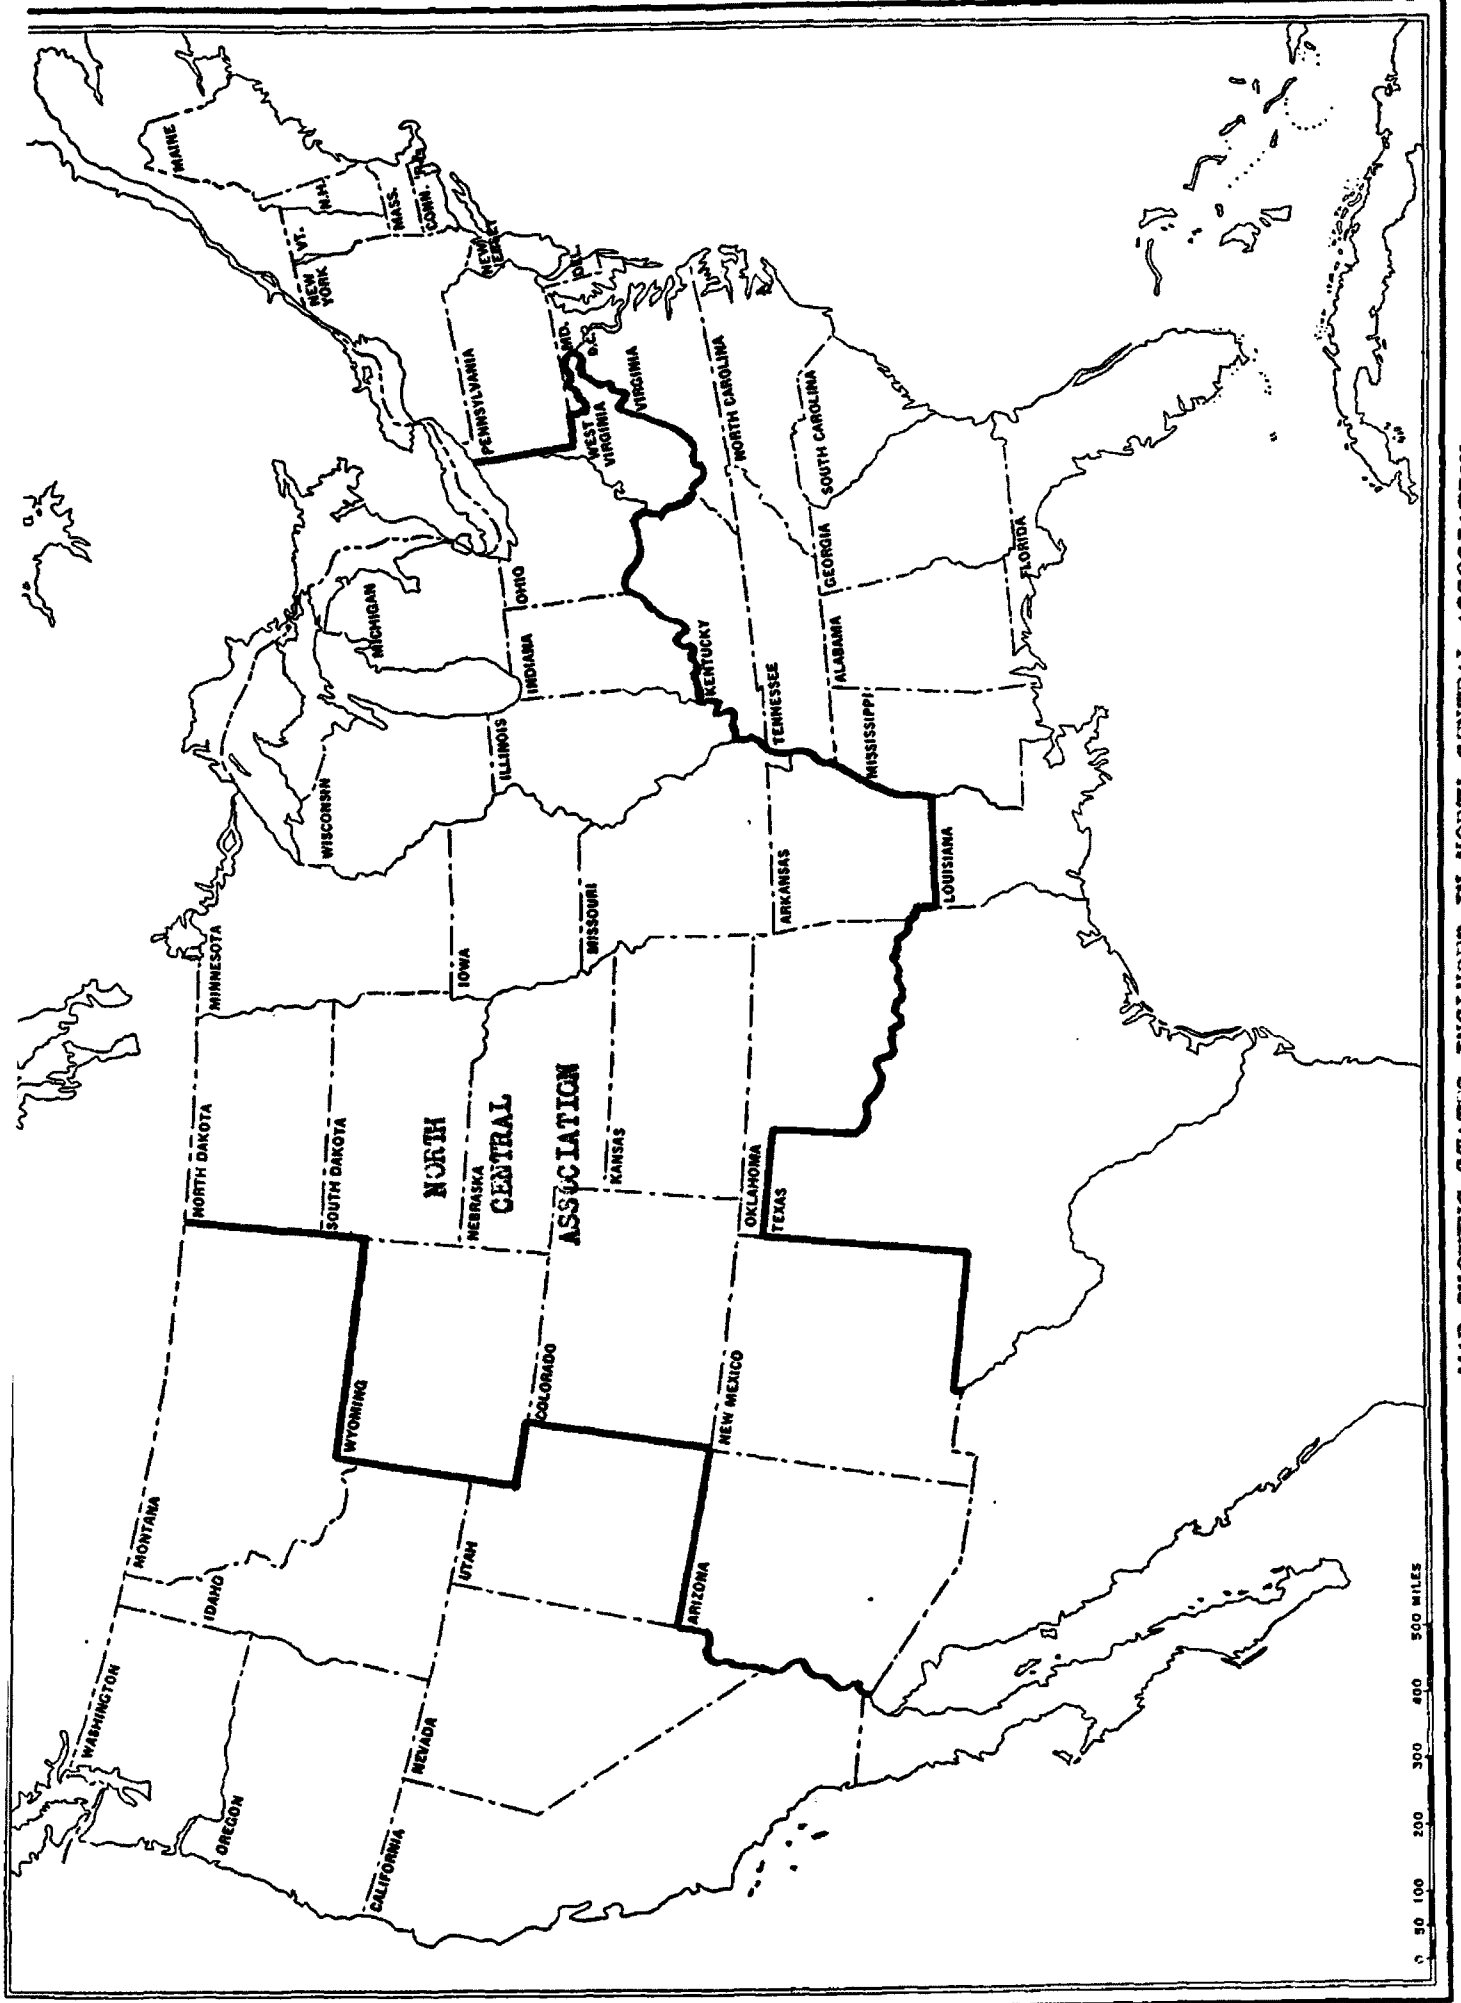 WASHINGTON
MONTANA
NORTH DAKOTA
MINNESOTA
MAINE
OREGON
IDAHO
WYOMING
SOUTH DAKOTA
WISCONSIN
MICHIGAN
NEW
YORK
VT.
N.H.
MASS.
CONN.
R.I.
CALIFORNIA
NEVADA
UTAH
COLORADO
NEBRASKA
IOWA
ILLINOIS
INDIANA
OHIO
PENNSYLVANIA
NEW
JERSEY
NORTH
CENTRAL
ASSOCIATION
KANSAS
MISSOURI
WEST
VIRGINIA
VIRGINIA
MD.
D.C.
DEL.
KENTUCKY
ARIZONA
NEW MEXICO
OKLAHOMA
TEXAS
ARKANSAS
TENNESSEE
NORTH CAROLINA
SOUTH CAROLINA
MISSISSIPPI
ALABAMA
GEORGIA
LOUISIANA
FLORIDA
0 50 100 200 300 400 500 MILES